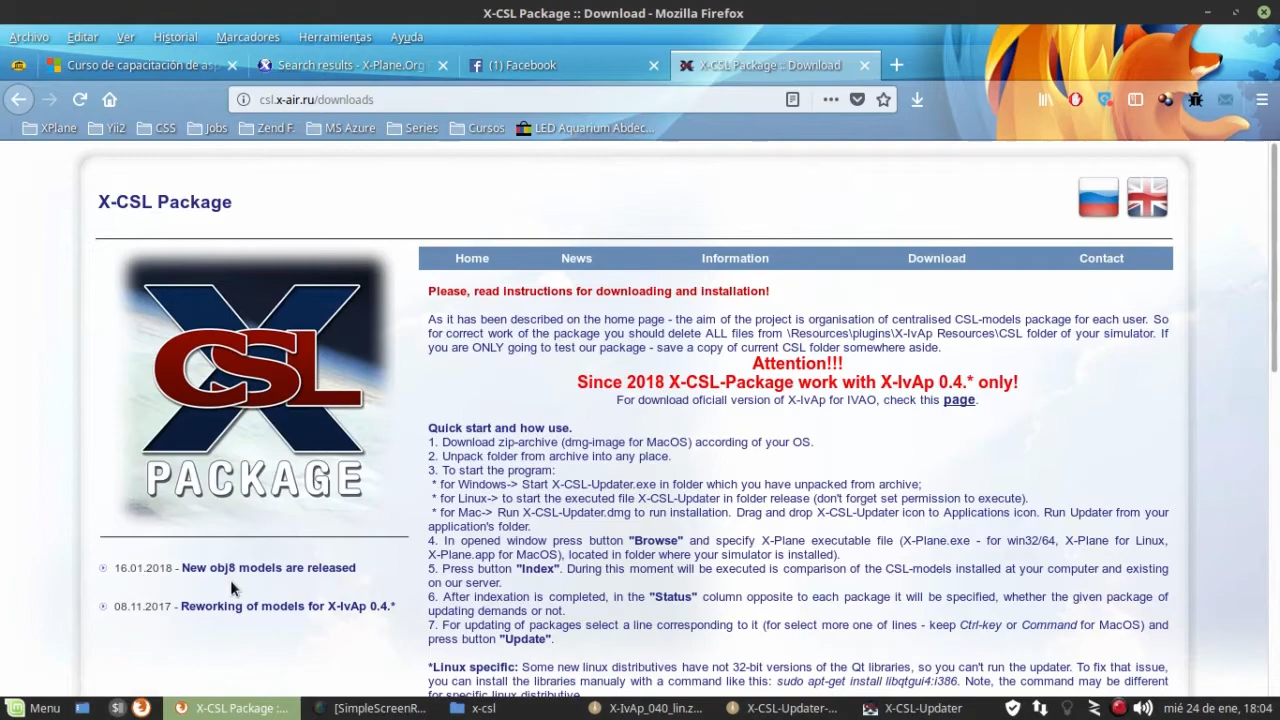 X-CSL Package :: Download - Mozilla Firefox
Archivo Editar Ver Historial Marcadores Herramientas Ayuda
Curso de capacitación de as
Search results - X-Plane.Org
(1) Facebook
X-CSL Package :: Download
csl.x-air.ru/downloads
XPlane Yii2 CSS Jobs Zend F. MS Azure Series Cursos LED Aquarium Abdec...
X-CSL Package
Home News Information Download Contact
X
CSL
PACKAGE
16.01.2018 - New obj8 models are released
08.11.2017 - Reworking of models for X-IvAp 0.4.*
Please, read instructions for downloading and installation!
As it has been described on the home page - the aim of the project is organisation of centralised CSL-models package for each user. So
for correct work of the package you should delete ALL files from \Resources\plugins\X-IvAp Resources\CSL folder of your simulator. If
you are ONLY going to test our package - save a copy of current CSL folder somewhere aside.
Attention!!!
Since 2018 X-CSL-Package work with X-IvAp 0.4.* only!
For download oficiall version of X-IvAp for IVAO, check this page.
Quick start and how use.
1. Download zip-archive (dmg-image for MacOS) according of your OS.
2. Unpack folder from archive into any place.
3. To start the program:
* for Windows-> Start X-CSL-Updater.exe in folder which you have unpacked from archive;
* for Linux-> to start the executed file X-CSL-Updater in folder release (don't forget set permission to execute).
* for Mac-> Run X-CSL-Updater.dmg to run installation. Drag and drop X-CSL-Updater icon to Applications icon. Run Updater from your
application's folder.
4. In opened window press button "Browse" and specify X-Plane executable file (X-Plane.exe - for win32/64, X-Plane for Linux,
X-Plane.app for MacOS), located in folder where your simulator is installed).
5. Press button "Index". During this moment will be executed is comparison of the CSL-models installed at your computer and existing
on our server.
6. After indexation is completed, in the "Status" column opposite to each package it will be specified, whether the given package of
updating demands or not.
7. For updating of packages select a line corresponding to it (for select more one of lines - keep Ctrl-key or Command for MacOS) and
press button "Update".
*Linux specific: Some new linux distributives have not 32-bit versions of the Qt libraries, so you can't run the updater. To fix that issue,
you can install the libraries manualy with a command like this: sudo apt-get install libqtgui4:i386. Note, the command may be different
for specific linux distributive.
Menu X-CSL Package :... [SimpleScreenR... x-csl X-IvAp_040_lin.z... X-CSL-Updater-... X-CSL-Updater mié 24 de ene, 18:04